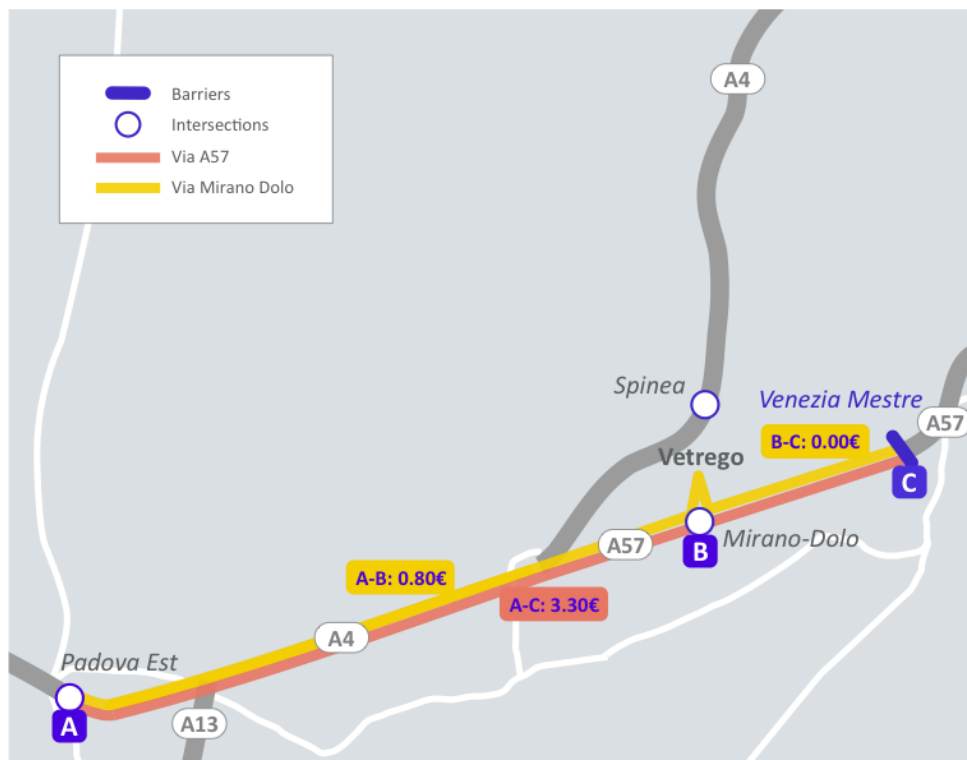 A4
Barriers
Intersections
Via A57
Via Mirano Dolo
Spinea
Venezia Mestre
A57
B-C: 0.00€
Vetrego
C
A57
B
Mirano-Dolo
A-B: 0.80€
A-C: 3.30€
A4
Padova Est
A
A13